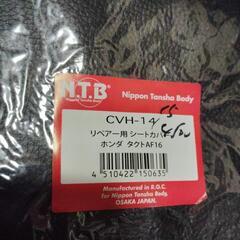 N.T.B
Nippon Tansha Body
CVH-14
リペアー用 シートカバー
ホンダ タクトAF16
4 510422 150635
Manufactured in R.O.C.
for Nippon Tansha Body,
OSAKA JAPAN.